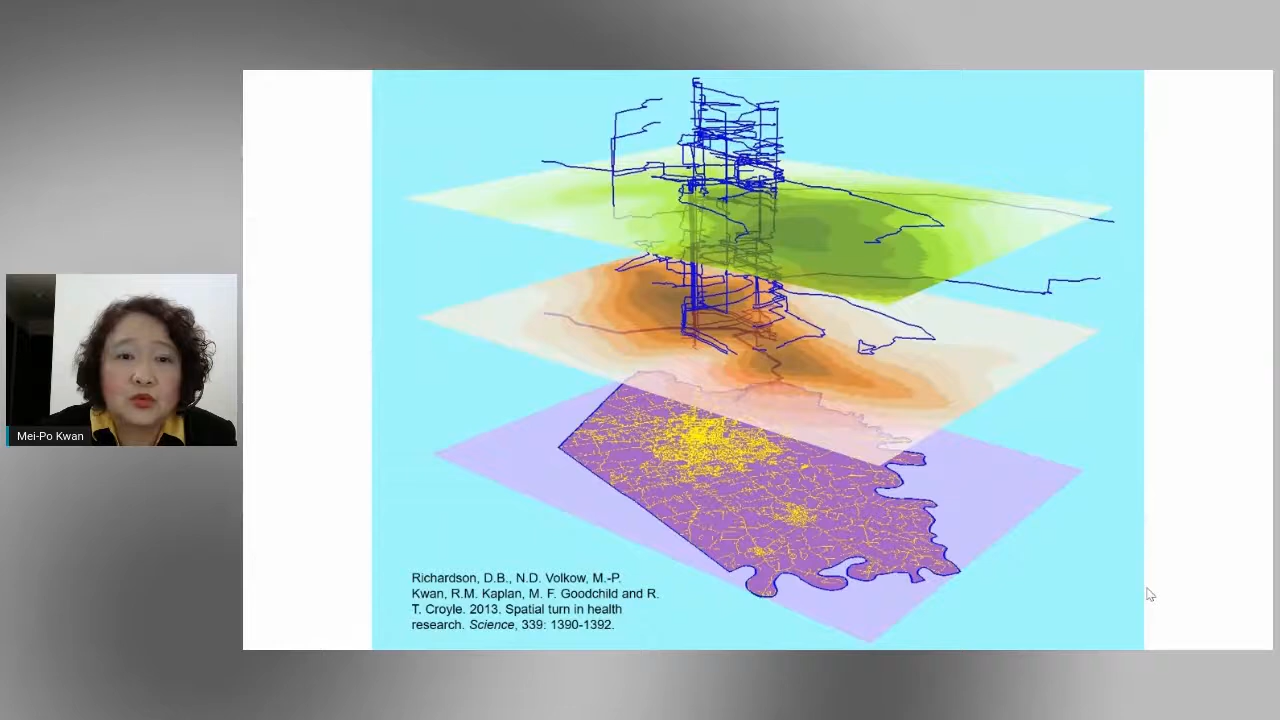 Mei-Po Kwan
Richardson, D.B., N.D. Volkow, M.-P.
Kwan, R.M. Kaplan, M. F. Goodchild and R.
T. Croyle. 2013. Spatial turn in health
research. Science, 339: 1390-1392.